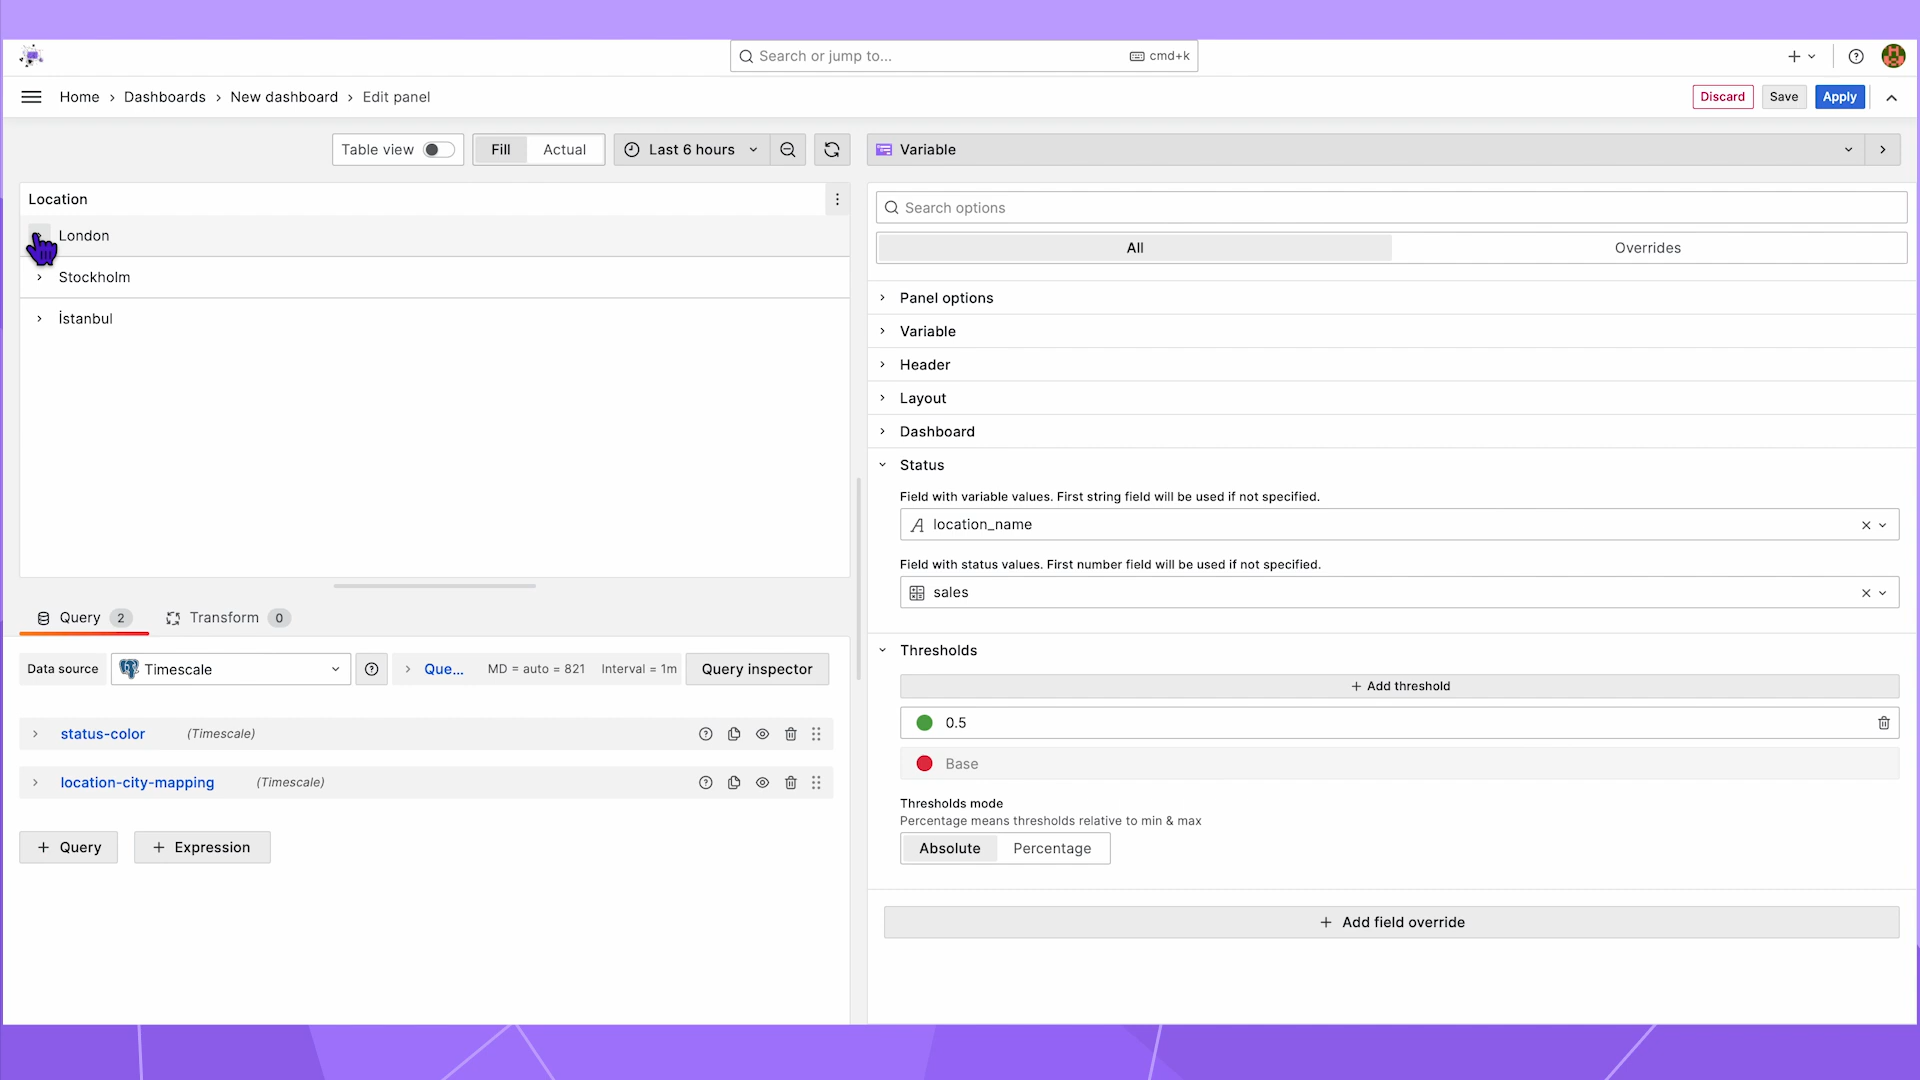 Search or jump to... cmd+k
Home › Dashboards › New dashboard › Edit panel Discard Save Apply
Table view Fill Actual Last 6 hours
Variable
Location
London
Stockholm
İstanbul
Query 2 Transform 0
Data source Timescale Que... MD = auto = 821 Interval = 1m Query inspector
status-color (Timescale)
location-city-mapping (Timescale)
+ Query + Expression
Search options
All Overrides
Panel options
Variable
Header
Layout
Dashboard
Status
Field with variable values. First string field will be used if not specified.
location_name
Field with status values. First number field will be used if not specified.
sales
Thresholds
+ Add threshold
0.5
Base
Thresholds mode
Percentage means thresholds relative to min & max
Absolute Percentage
+ Add field override